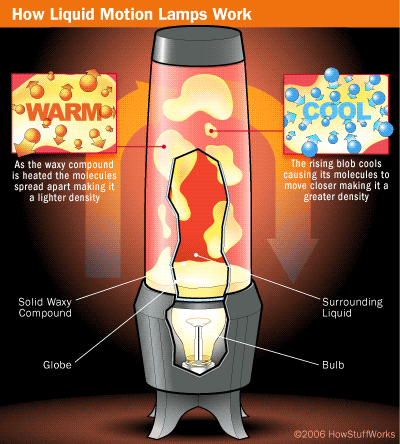 How Liquid Motion Lamps Work
WARM
COOL
As the waxy compound
is heated the molecules
spread apart making it
a lighter density
The rising blob cools
causing its molecules to
move closer making it a
greater density
Solid Waxy
Compound
Surrounding
Liquid
Globe
Bulb
©2006 HowStuffWorks